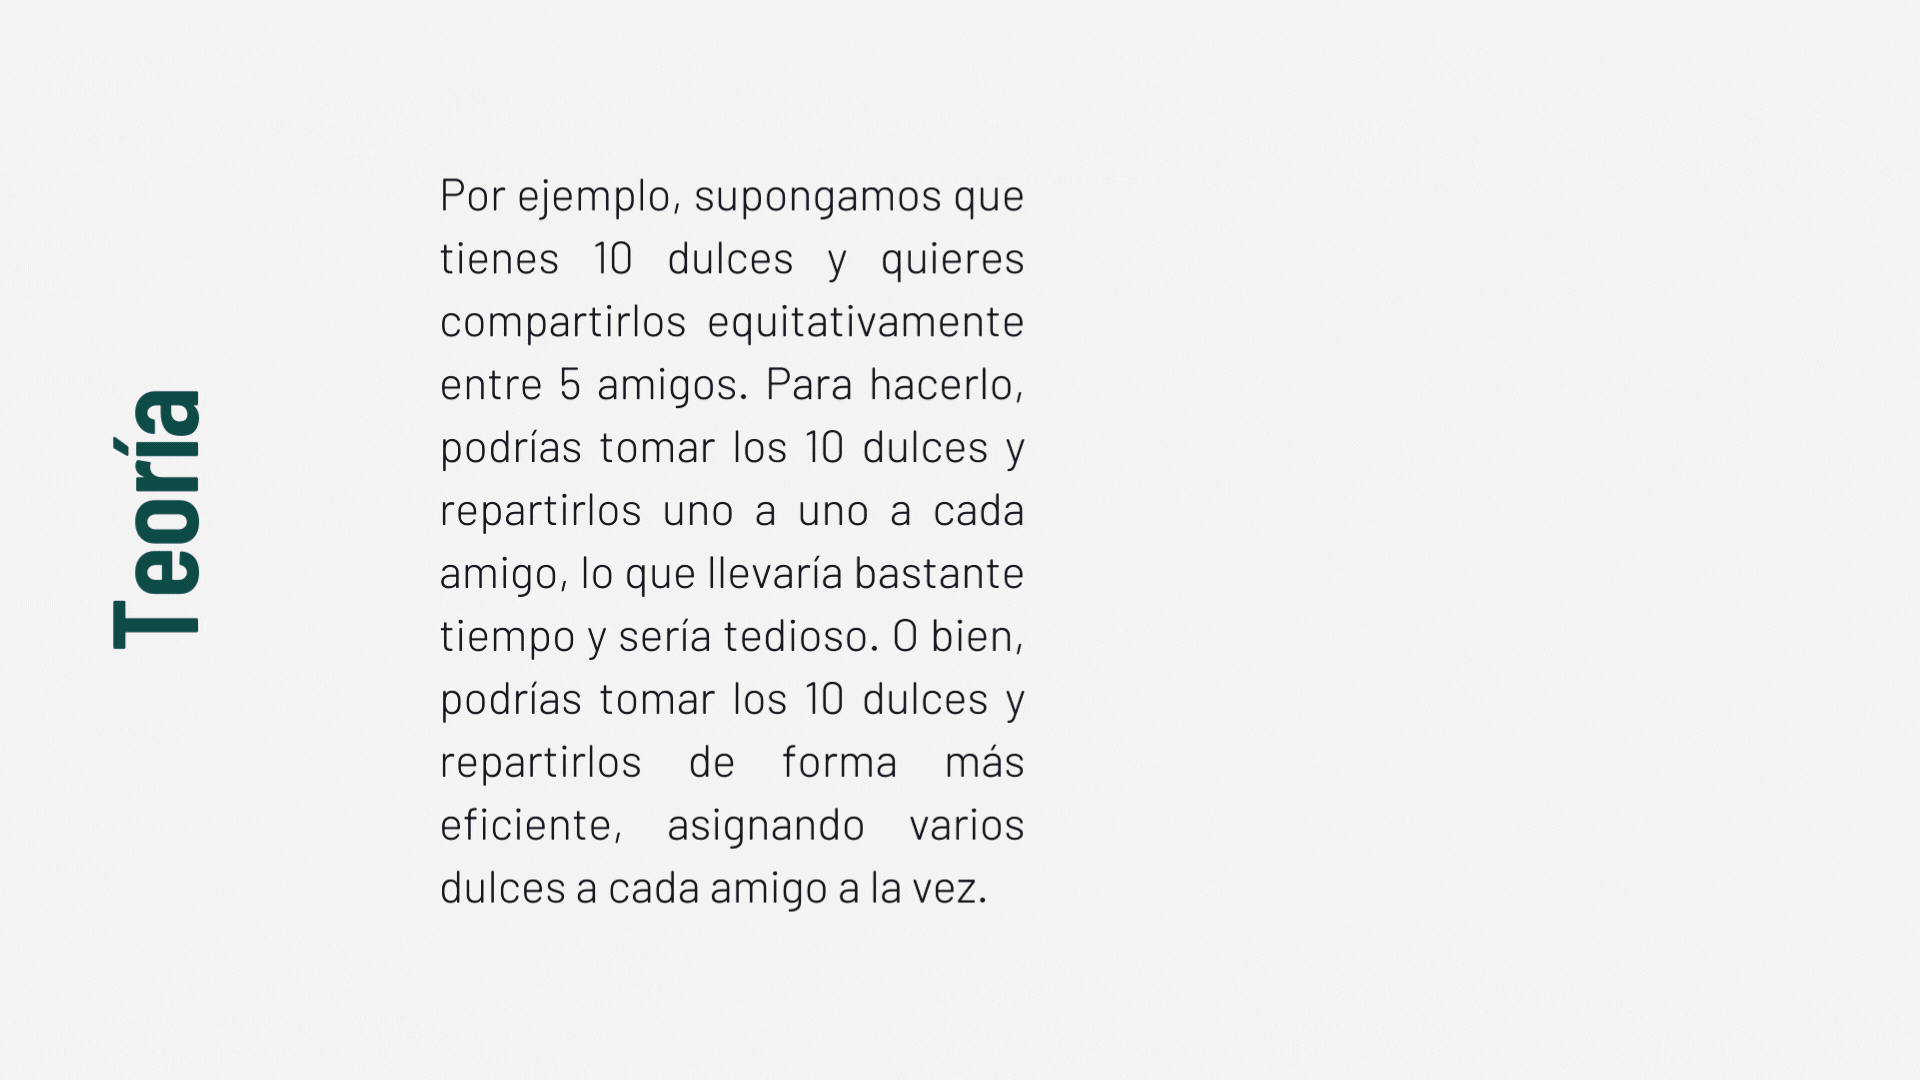 Teoría
Por ejemplo, supongamos que
tienes 10 dulces y quieres
compartirlos equitativamente
entre 5 amigos. Para hacerlo,
podrías tomar los 10 dulces y
repartirlos uno a uno a cada
amigo, lo que llevaría bastante
tiempo y sería tedioso. O bien,
podrías tomar los 10 dulces y
repartirlos de forma más
eficiente, asignando varios
dulces a cada amigo a la vez.